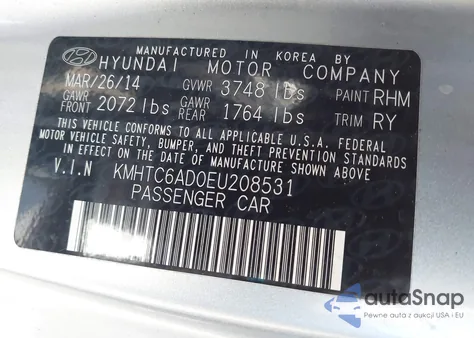 MANUFACTURED IN KOREA BY
HYUNDAI MOTOR COMPANY
MAR/26/14 GVWR 3748 lbs PAINT RHM
GAWR FRONT 2072 lbs GAWR REAR 1764 lbs TRIM RY
THIS VEHICLE CONFORMS TO ALL APPLICABLE U.S.A. FEDERAL
MOTOR VEHICLE SAFETY, BUMPER, AND THEFT PREVENTION
STANDARDS IN EFFECT ON THE
DATE OF MANUFACTURE SHOWN ABOVE.
V.I.N KMHTC6AD0EU208531
PASSENGER CAR
autaSnap
Pewne auta z aukcji USA i EU